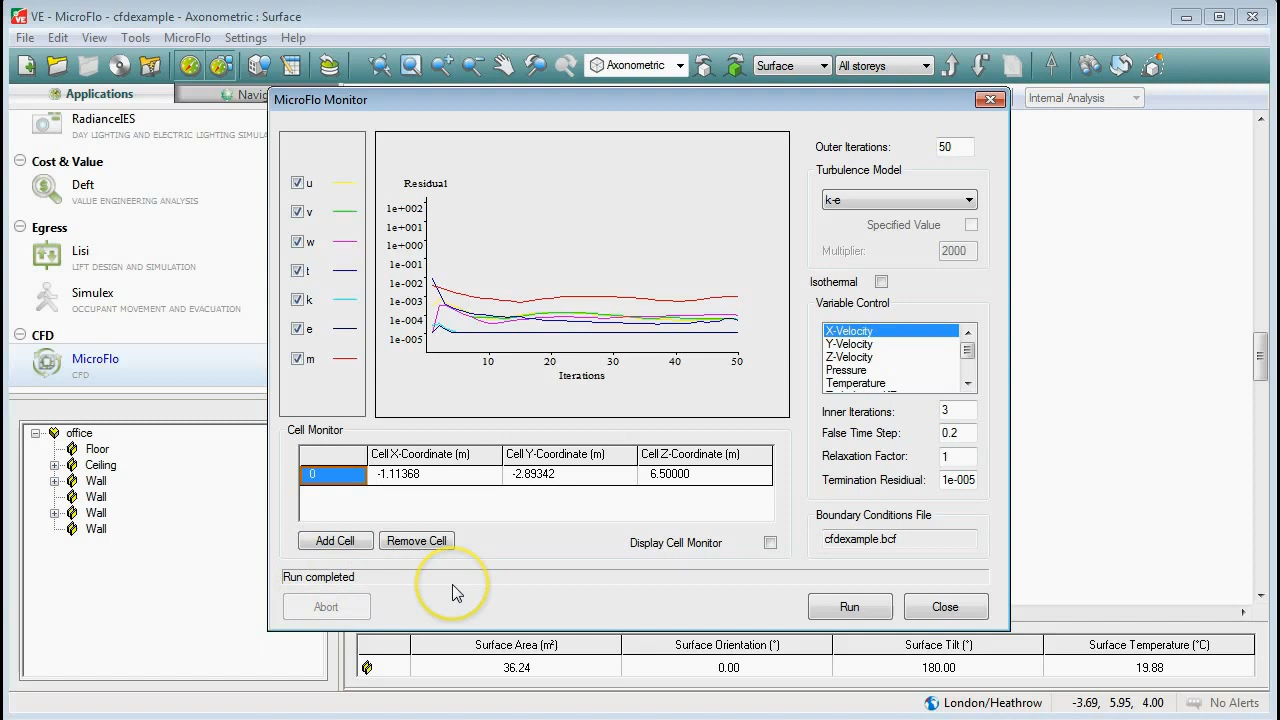 VE - MicroFlo - cfdexample - Axonometric : Surface
File Edit View Tools MicroFlo Settings Help
Axonometric Surface All storeys
Applications Navig
MicroFlo Monitor
Internal Analysis
RadianceIES
DAY LIGHTING AND ELECTRIC LIGHTING SIMULA
Cost & Value
Deft
VALUE ENGINEERING ANALYSIS
Egress
Lisi
LIFT DESIGN AND SIMULATION
Simulex
OCCUPANT MOVEMENT AND EVACUATION
CFD
MicroFlo
CFD
office
Floor
Ceiling
Wall
Wall
Wall
Wall
u
v
w
t
k
e
m
Residual
1e+002
1e+001
1e+000
1e-001
1e-002
1e-003
1e-004
1e-005
10 20 30 40 50
Iterations
Cell Monitor
Cell X-Coordinate (m) Cell Y-Coordinate (m) Cell Z-Coordinate (m)
0 -1.11368 -2.89342 6.50000
Add Cell Remove Cell Display Cell Monitor
Run completed
Abort Run Close
Outer Iterations: 50
Turbulence Model
k-e
Specified Value
Multiplier: 2000
Isothermal
Variable Control
X-Velocity
Y-Velocity
Z-Velocity
Pressure
Temperature
Inner Iterations: 3
False Time Step: 0.2
Relaxation Factor: 1
Termination Residual: 1e-005
Boundary Conditions File
cfdexample.bcf
Surface Area (m²) Surface Orientation (°) Surface Tilt (°) Surface Temperature (°C)
36.24 0.00 180.00 19.88
London/Heathrow -3.69, 5.95, 4.00 No Alerts